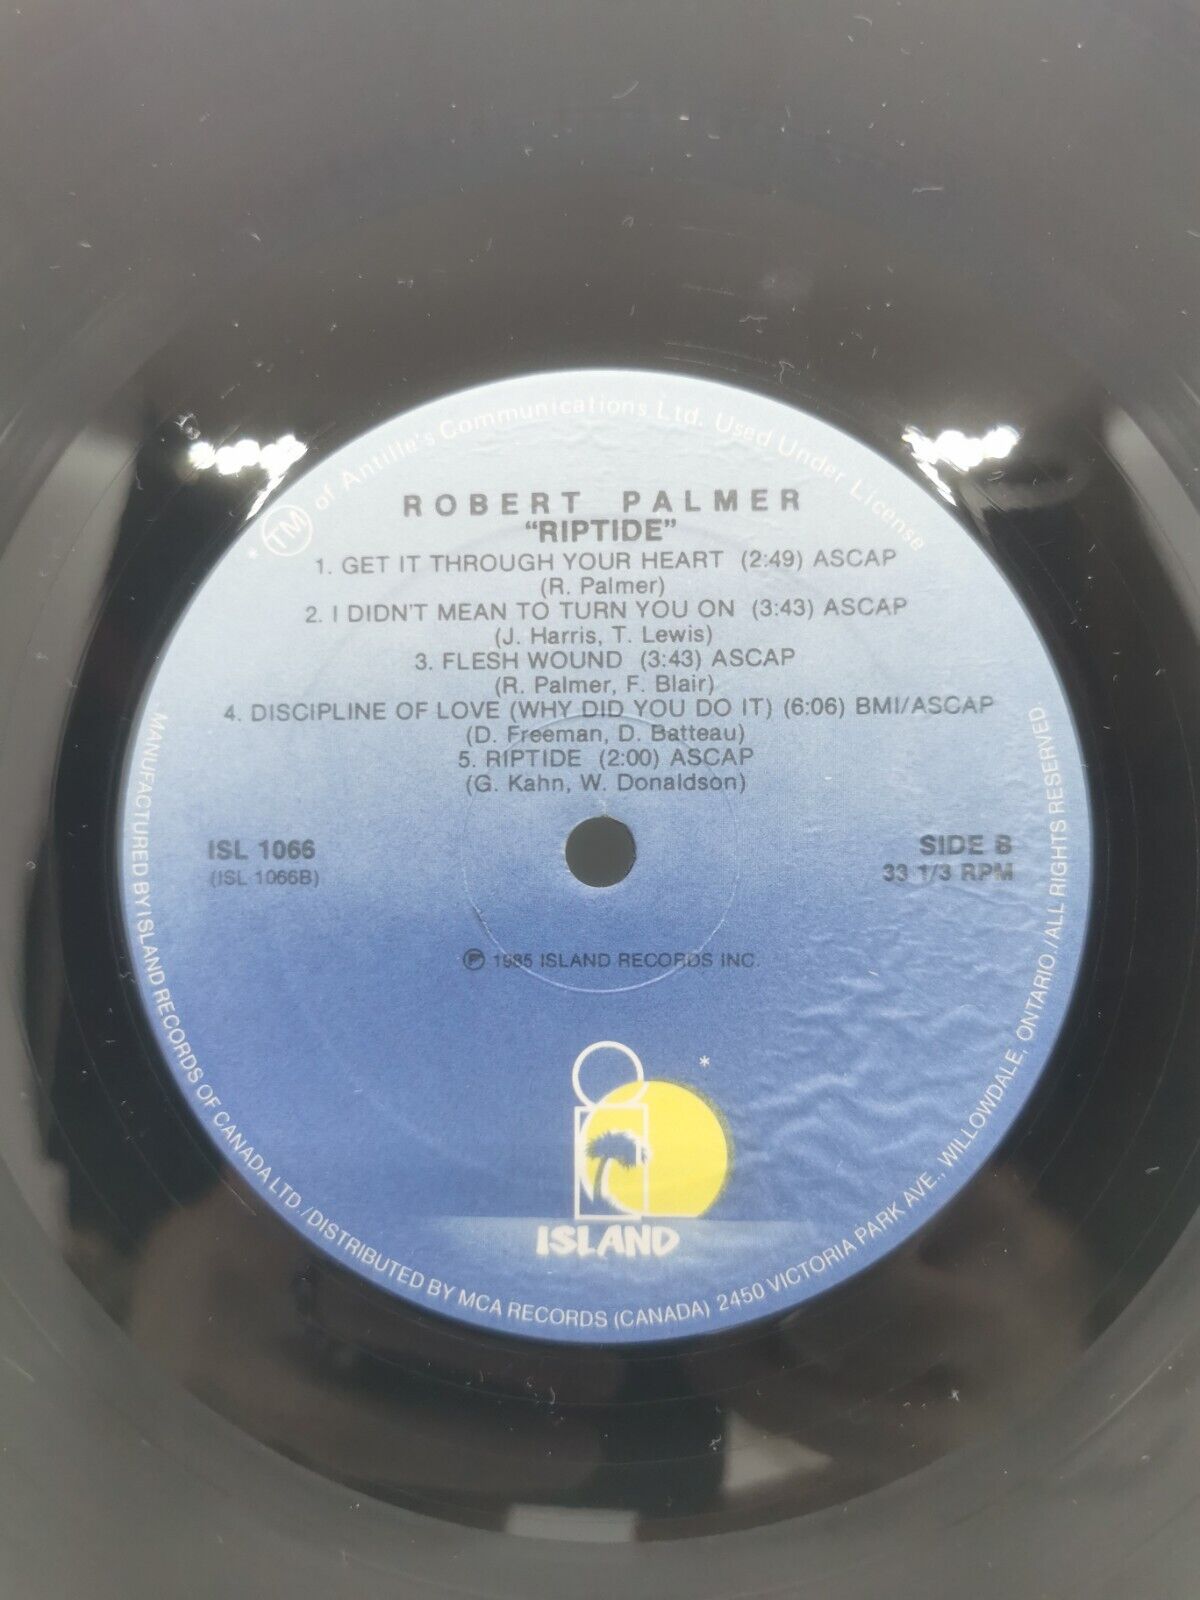 * TM of Antille's Communications Ltd. Used Under License
ROBERT PALMER
"RIPTIDE"
1. GET IT THROUGH YOUR HEART (2:49) ASCAP
(R. Palmer)
2. I DIDN'T MEAN TO TURN YOU ON (3:43) ASCAP
(J. Harris, T. Lewis)
3. FLESH WOUND (3:43) ASCAP
(R. Palmer, F. Blair)
4. DISCIPLINE OF LOVE (WHY DID YOU DO IT) (6:06) BMI/ASCAP
(D. Freeman, D. Batteau)
5. RIPTIDE (2:00) ASCAP
(G. Kahn, W. Donaldson)
ISL 1066
(ISL 1066B)
SIDE B
33 1/3 RPM
℗ 1985 ISLAND RECORDS INC.
*
ISLAND
MANUFACTURED BY ISLAND RECORDS OF CANADA LTD./DISTRIBUTED BY MCA RECORDS (CANADA) 2450 VICTORIA PARK AVE., WILLOWDALE, ONTARIO./ALL RIGHTS RESERVED.